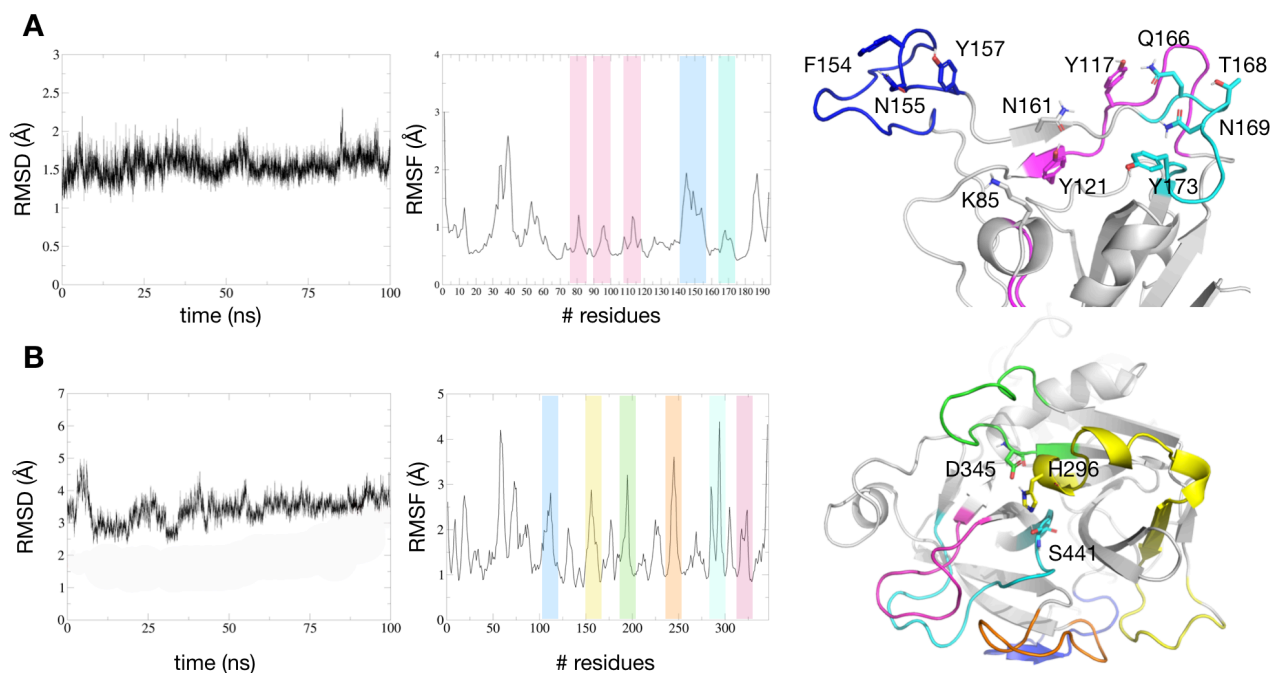 A
3
2.5
2
1.5
1
0.5
0
RMSD (Å)
0 25 50 75 100
time (ns)
4
3
2
1
0
RMSF (Å)
0 10 20 30 40 50 60 70 80 90 100 110 120 130 140 150 160 170 180 190
# residues
Q166
Y157
Y117
F154
T168
N155
N161
N169
Y121
Y173
K85
B
7
6
5
4
3
2
1
0
RMSD (Å)
0 25 50 75 100
time (ns)
5
4
3
2
1
0
RMSF (Å)
0 50 100 150 200 250 300
# residues
D345
H296
S441